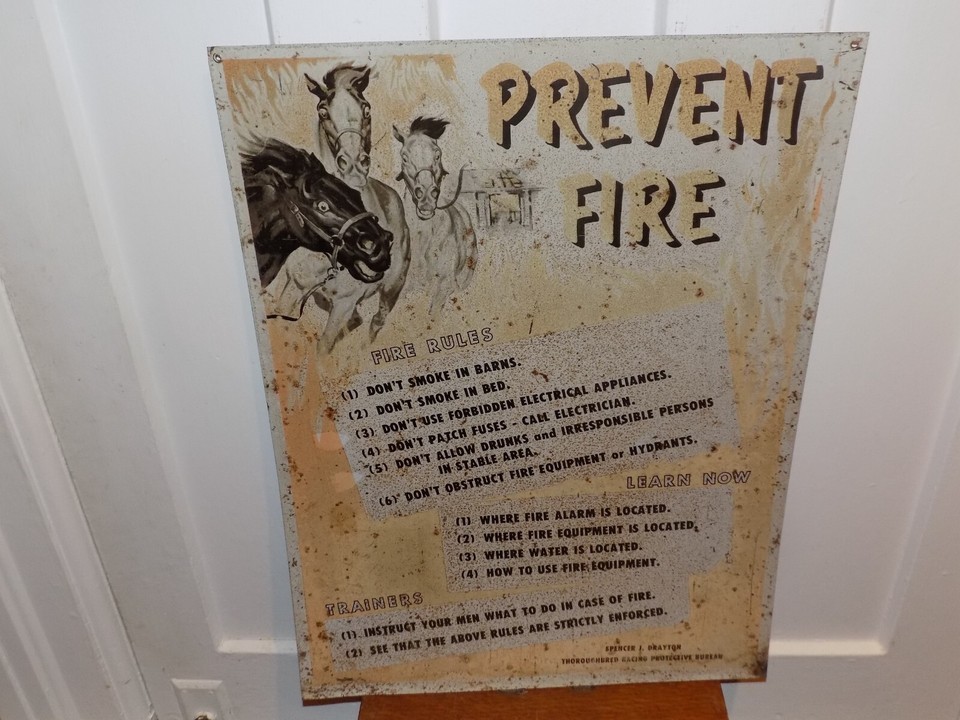 PREVENT
FIRE
FIRE RULES
(1) DON'T SMOKE IN BARNS.
(2) DON'T SMOKE IN BED.
(3) DON'T USE FORBIDDEN ELECTRICAL APPLIANCES.
(4) DON'T PATCH FUSES - CALL ELECTRICIAN.
(5) DON'T ALLOW DRUNKS and IRRESPONSIBLE PERSONS
IN STABLE AREA.
(6) DON'T OBSTRUCT FIRE EQUIPMENT or HYDRANTS.
LEARN NOW
(1) WHERE FIRE ALARM IS LOCATED.
(2) WHERE FIRE EQUIPMENT IS LOCATED.
(3) WHERE WATER IS LOCATED.
(4) HOW TO USE FIRE EQUIPMENT.
TRAINERS
(1) INSTRUCT YOUR MEN WHAT TO DO IN CASE OF FIRE.
(2) SEE THAT THE ABOVE RULES ARE STRICTLY ENFORCED.
SPENCER J. DRAYTON
THOROUGHBRED RACING PROTECTIVE BUREAU